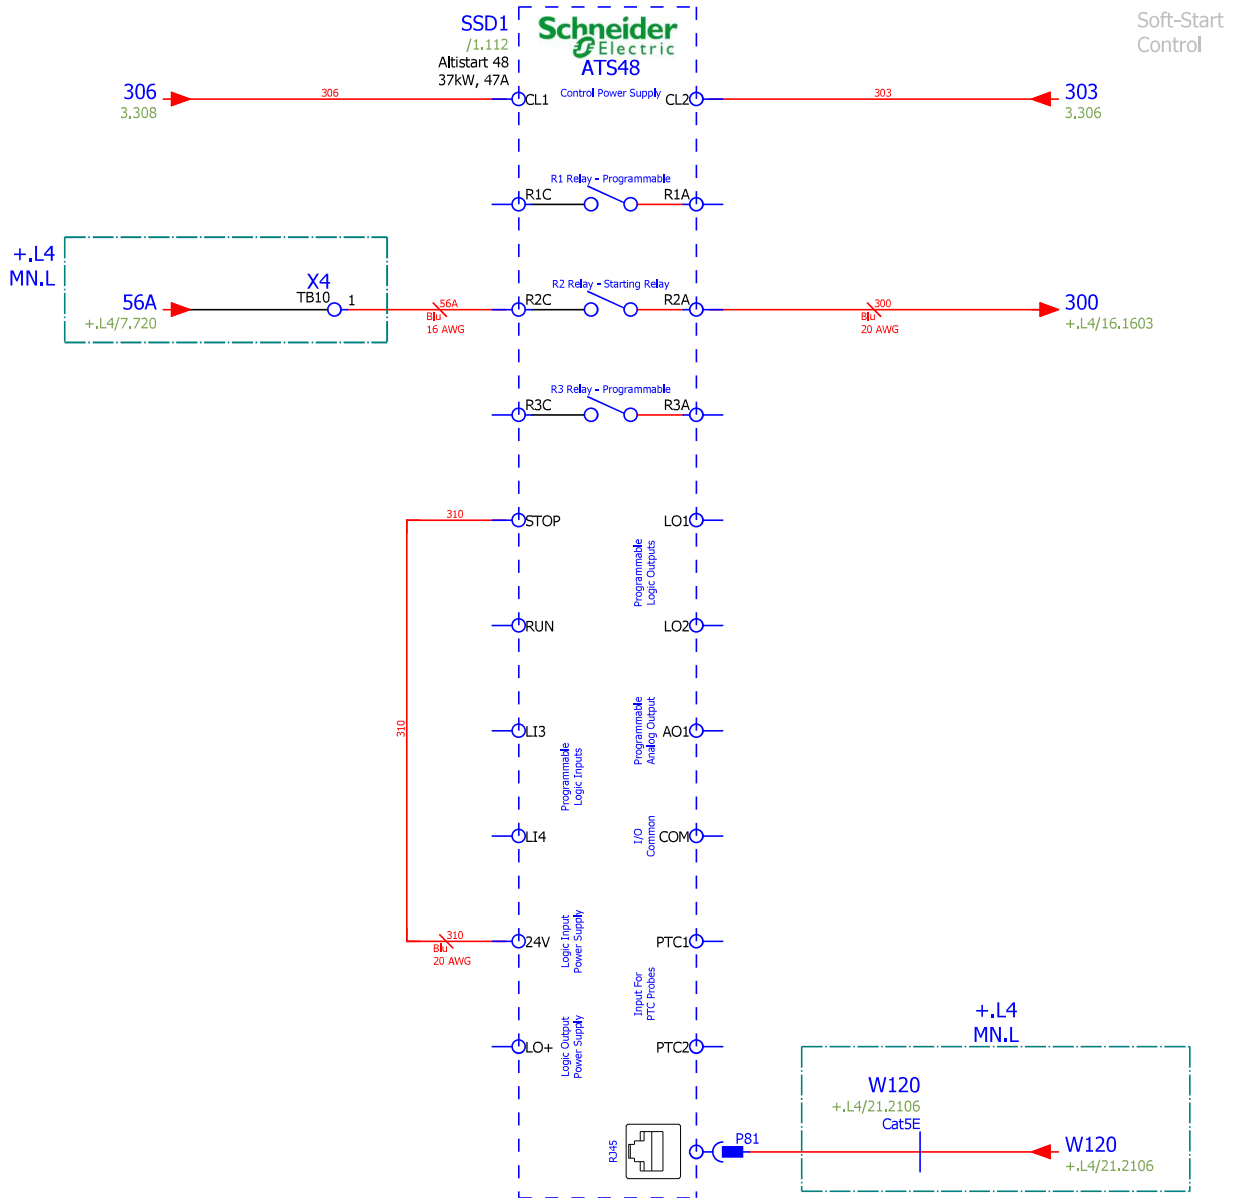 Soft-Start
Control
SSD1
/1.112
Altistart 48
37kW, 47A
Schneider
Electric
ATS48
Control Power Supply
306
3.308
306
CL1
CL2
303
303
3.306
R1 Relay - Programmable
R1C
R1A
+.L4
MN.L
56A
+.L4/7.720
X4
TB10
1
56A
Blu
16 AWG
R2 Relay - Starting Relay
R2C
R2A
300
Blu
20 AWG
300
+.L4/16.1603
R3 Relay - Programmable
R3C
R3A
310
STOP
LO1
Programmable
Logic Outputs
RUN
LO2
310
LI3
Programmable
Logic Inputs
Programmable
Analog Output
AO1
LI4
I/O
Common
COM
310
Blu
20 AWG
24V
Logic Input
Power Supply
PTC1
Input For
PTC Probes
LO+
Logic Output
Power Supply
PTC2
+.L4
MN.L
RJ45
P81
W120
+.L4/21.2106
Cat5E
W120
+.L4/21.2106